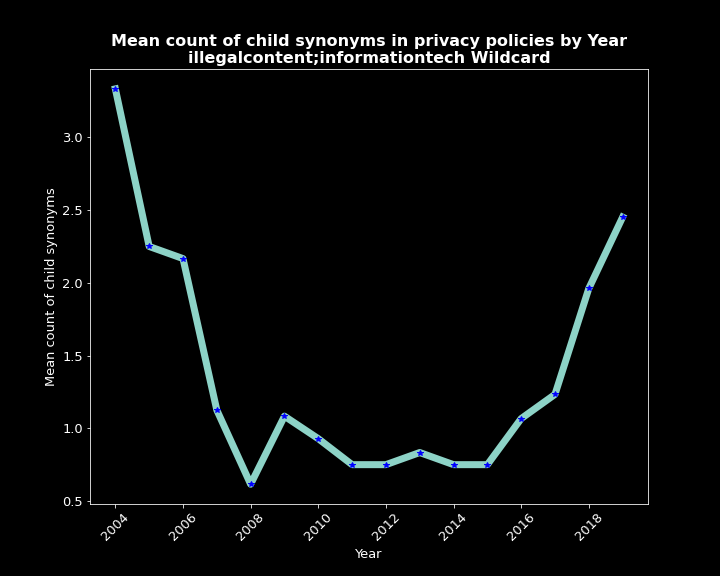 Mean count of child synonyms in privacy policies by Year
illegalcontent;informationtech Wildcard
Mean count of child synonyms
3.0
2.5
2.0
1.5
1.0
0.5
2004 2006 2008 2010 2012 2014 2016 2018
Year